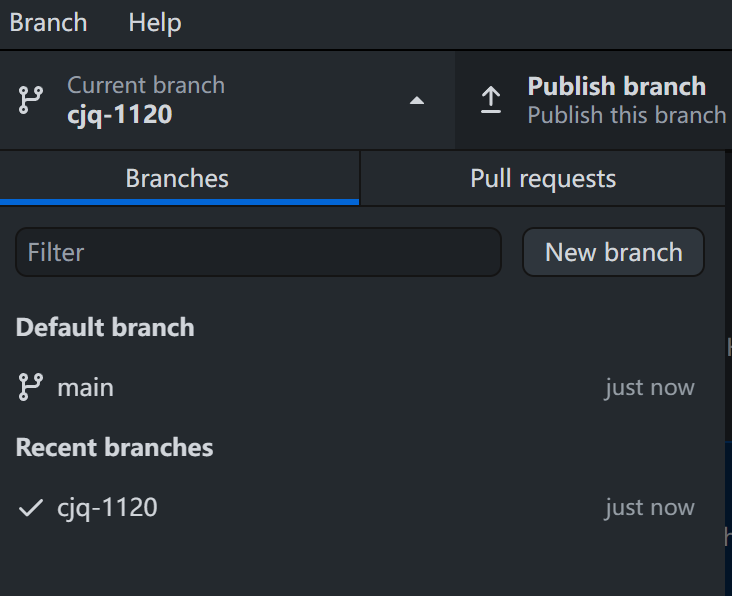 Branch Help
Current branch
cjq-1120
Publish branch
Publish this branch
Branches
Pull requests
Filter
New branch
Default branch
main just now
Recent branches
cjq-1120 just now